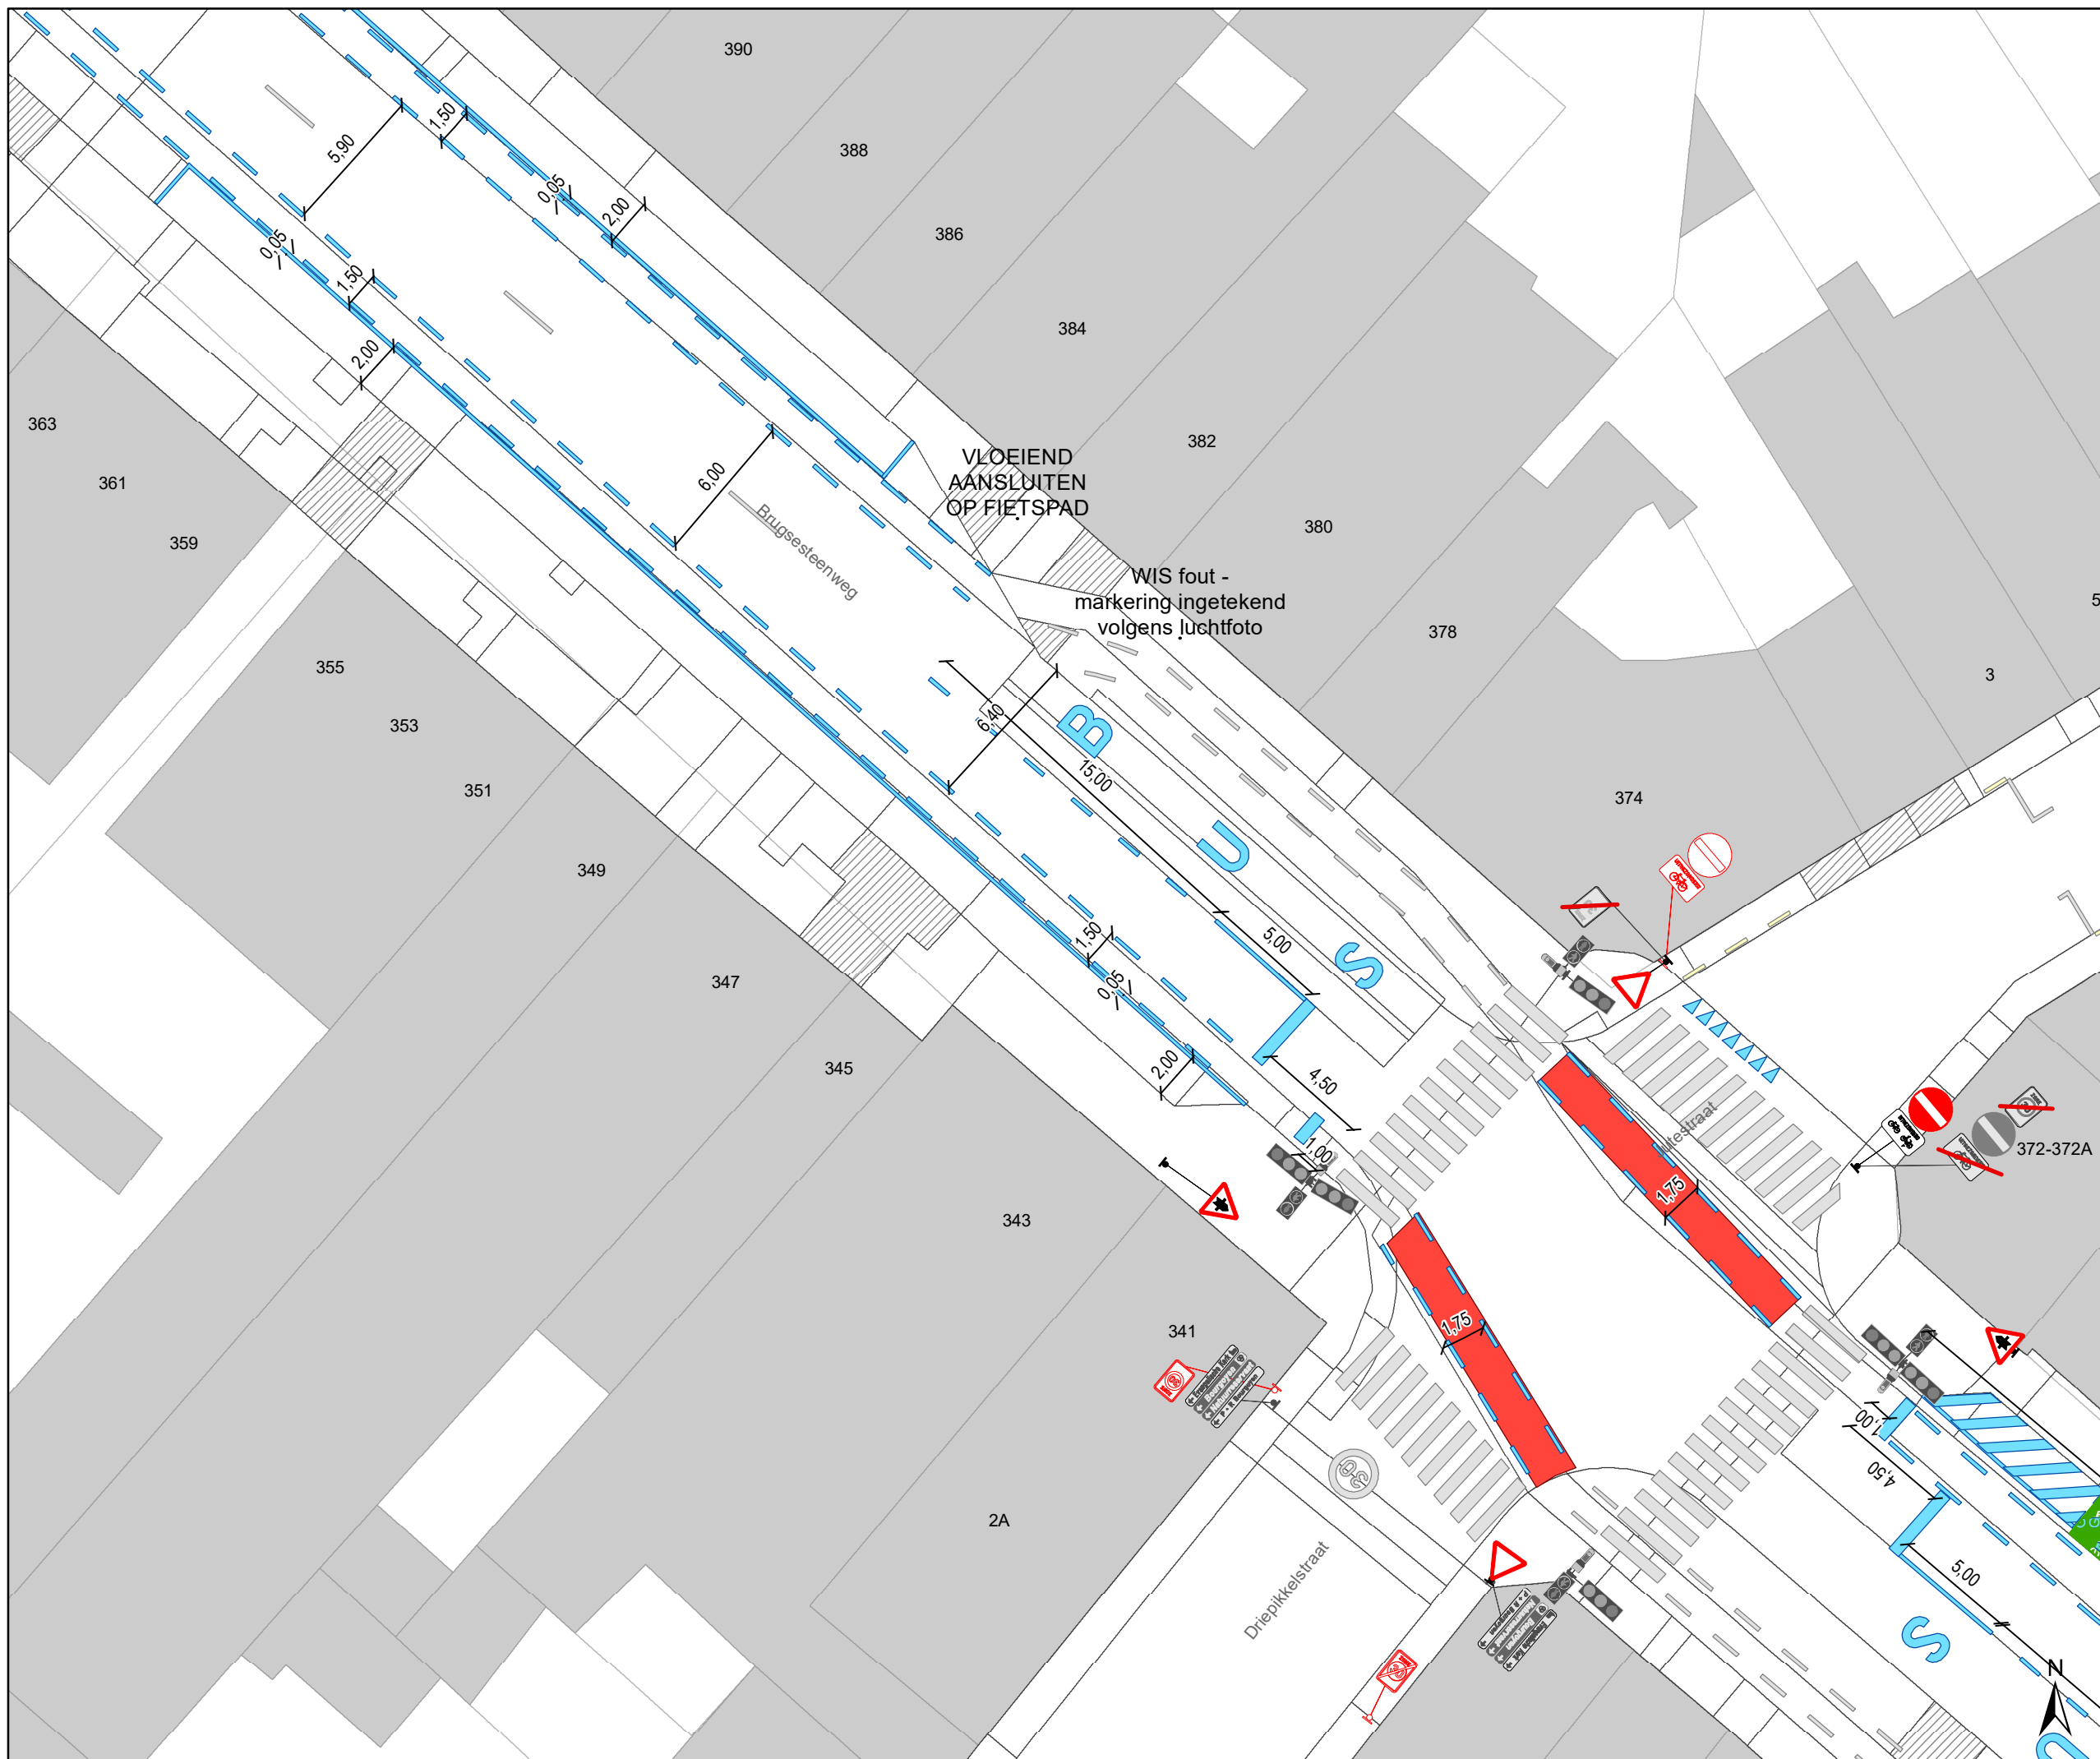 390
388
386
384
382
380
378
374
3
372-372A
5,90
1,50
0,05
2,00
0,05
1,50
2,00
363
361
359
355
353
351
349
347
345
343
341
2A
6,00
Brugsesteenweg
VLOEIEND
AANSLUITEN
OP FIETSPAD
WIS fout -
markering ingetekend
volgens luchtfoto
6,40
15,00
B
U
S
5,00
1,50
0,05
2,00
4,50
1,00
1,75
1,75
Driepikkelstraat
1,00
4,50
5,00
S
N